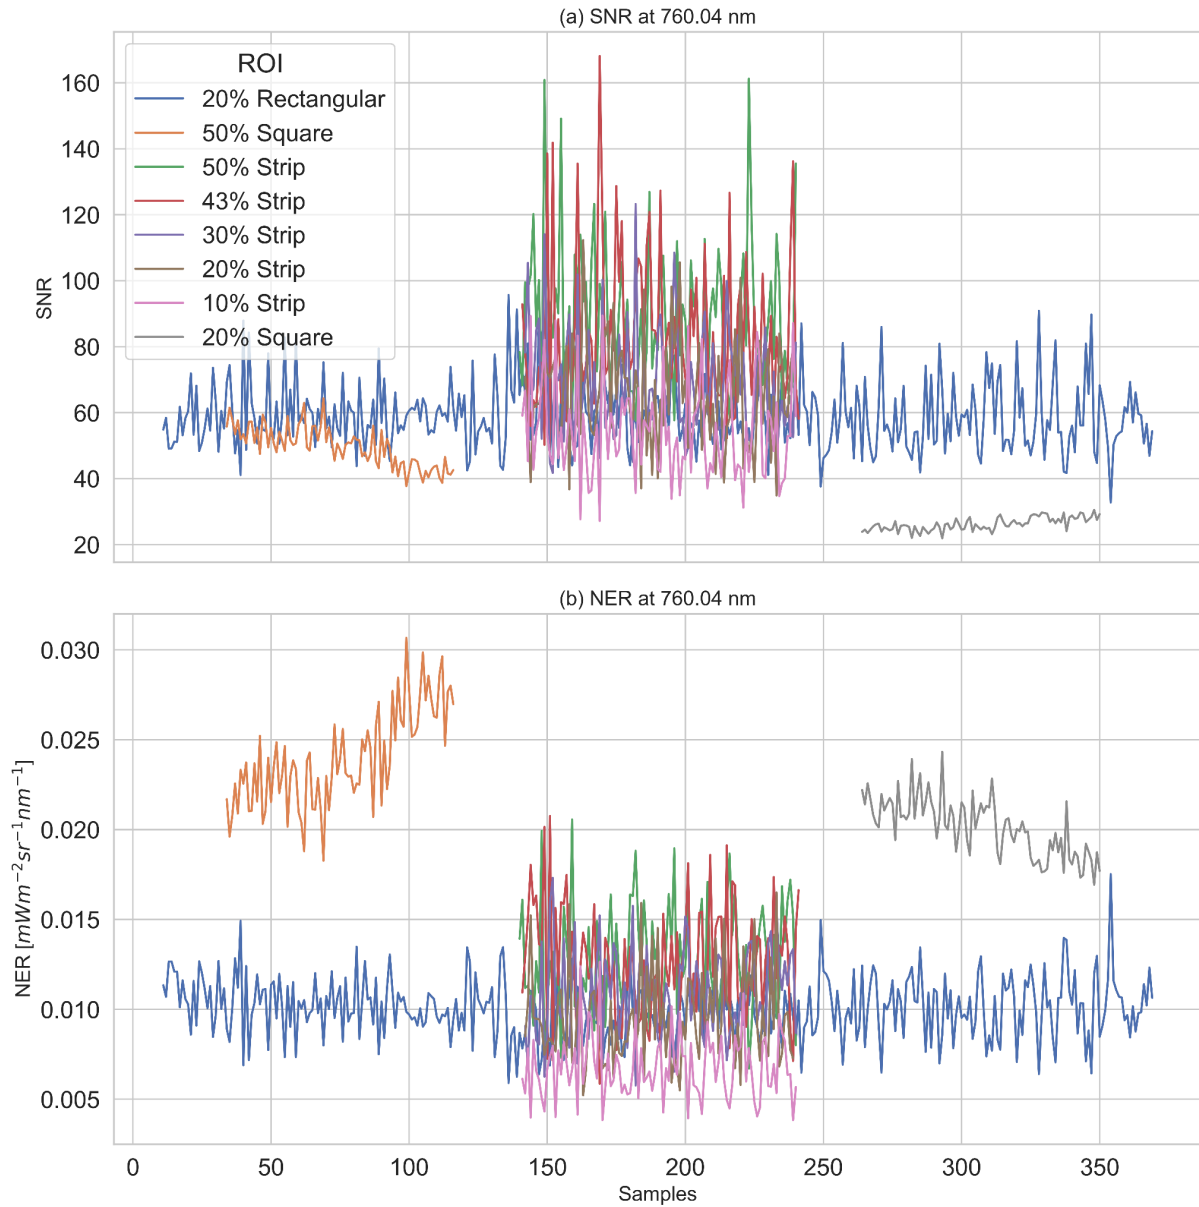 (a) SNR at 760.04 nm
ROI
20% Rectangular
50% Square
50% Strip
43% Strip
30% Strip
20% Strip
10% Strip
20% Square
SNR
160
140
120
100
80
60
40
20
(b) NER at 760.04 nm
NER [mWm⁻²sr⁻¹nm⁻¹]
0.030
0.025
0.020
0.015
0.010
0.005
0 50 100 150 200 250 300 350
Samples